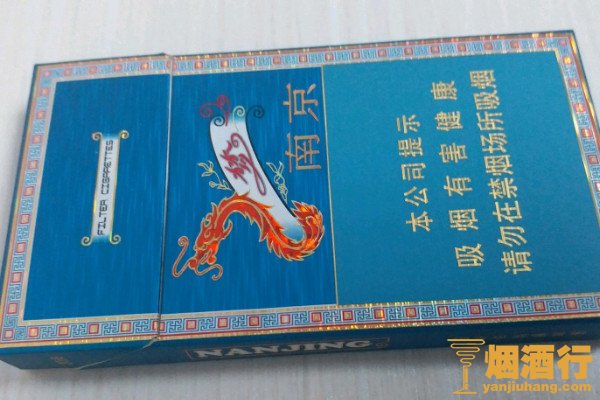 FILTER CIGARETTES
梦
南京
本公司提示
吸烟有害健康
请勿在禁烟场所吸烟
NANJING
烟酒行
yanjiuhang.com